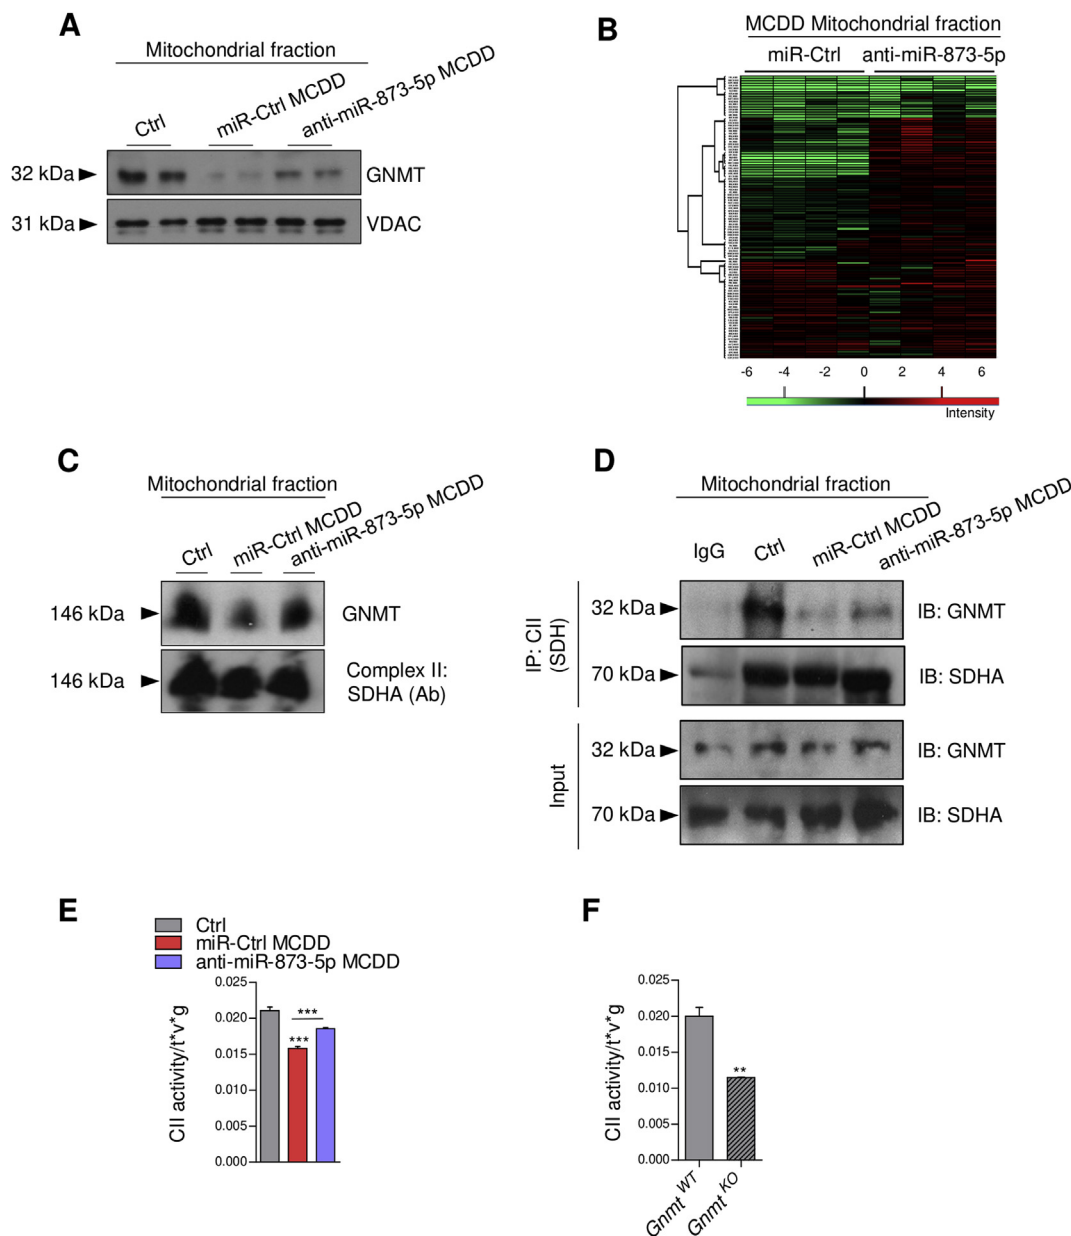 A
Mitochondrial fraction
Ctrl
miR-Ctrl MCDD
anti-miR-873-5p MCDD
32 kDa
GNMT
31 kDa
VDAC
B
MCDD Mitochondrial fraction
miR-Ctrl
anti-miR-873-5p
-6 -4 -2 0 2 4 6
Intensity
C
Mitochondrial fraction
Ctrl
miR-Ctrl MCDD
anti-miR-873-5p MCDD
146 kDa
GNMT
146 kDa
Complex II:
SDHA (Ab)
D
Mitochondrial fraction
IgG
Ctrl
miR-Ctrl MCDD
anti-miR-873-5p MCDD
IP: CII
(SDH)
32 kDa
IB: GNMT
70 kDa
IB: SDHA
Input
32 kDa
IB: GNMT
70 kDa
IB: SDHA
E
Ctrl
miR-Ctrl MCDD
anti-miR-873-5p MCDD
CII activity/t*v*g
0.025
0.020
0.015
0.010
0.005
0.000
***
***
F
CII activity/t*v*g
0.025
0.020
0.015
0.010
0.005
0.000
**
Gnmt WT
Gnmt KO